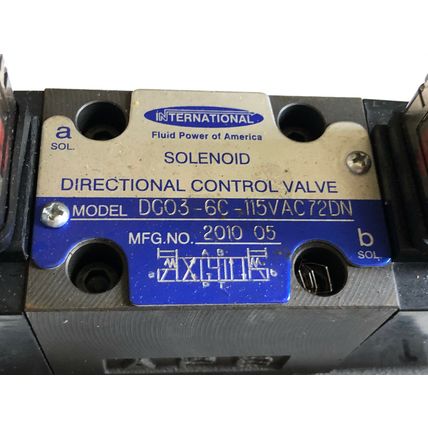 INTERNATIONAL
Fluid Power of America
a
SOL.
SOLENOID
DIRECTIONAL CONTROL VALVE
MODEL DG03-6C-115VAC72DN
MFG.NO. 2010 05
b
SOL.
A B
a b
P T